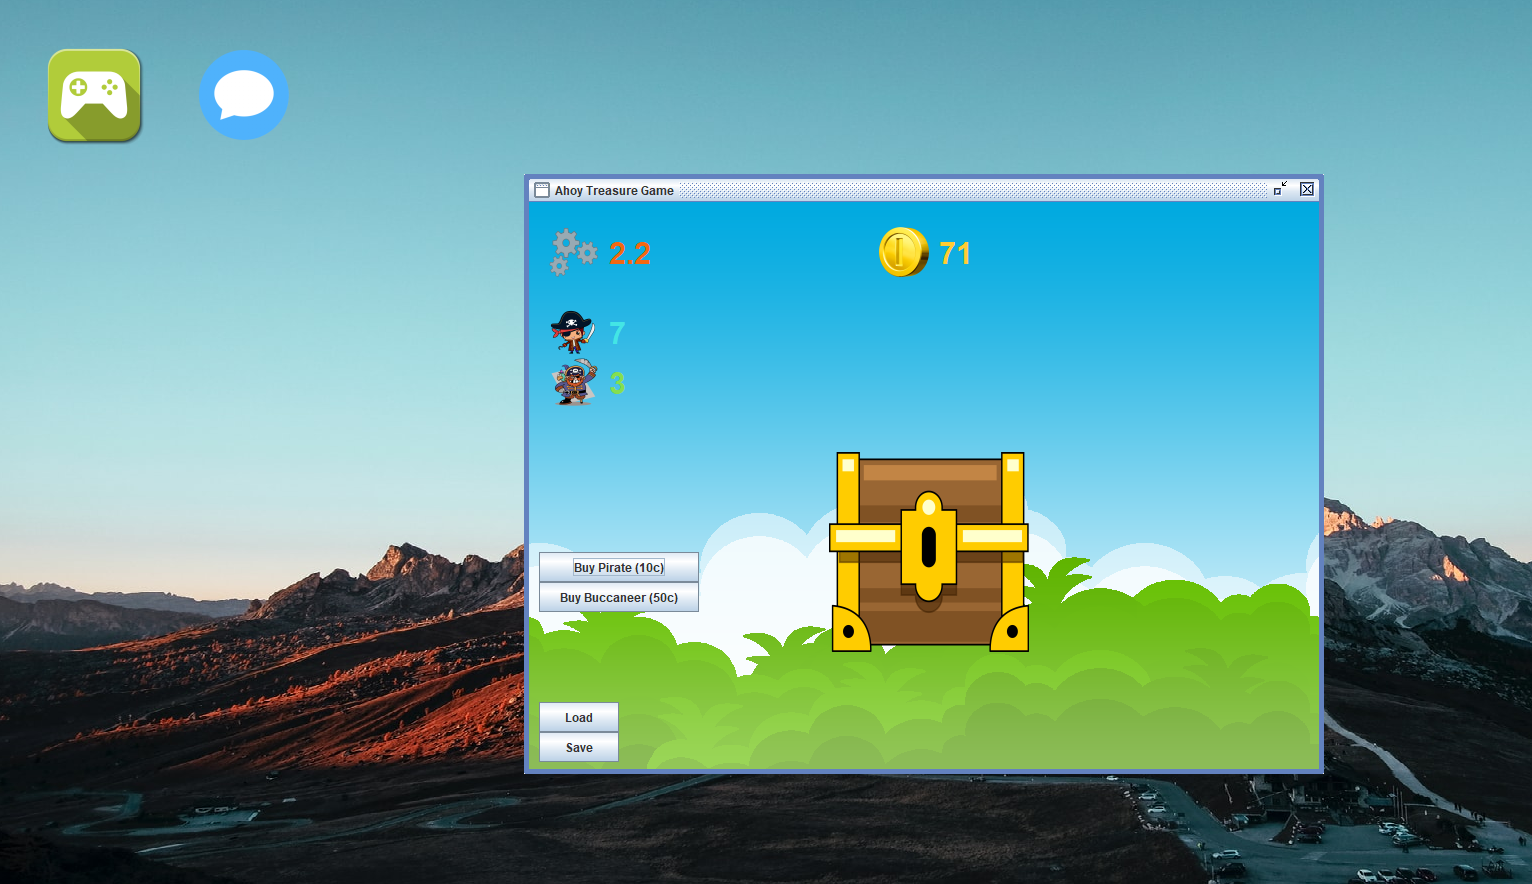 Ahoy Treasure Game
2.2
71
7
3
Buy Pirate (10c)
Buy Buccaneer (50c)
Load
Save